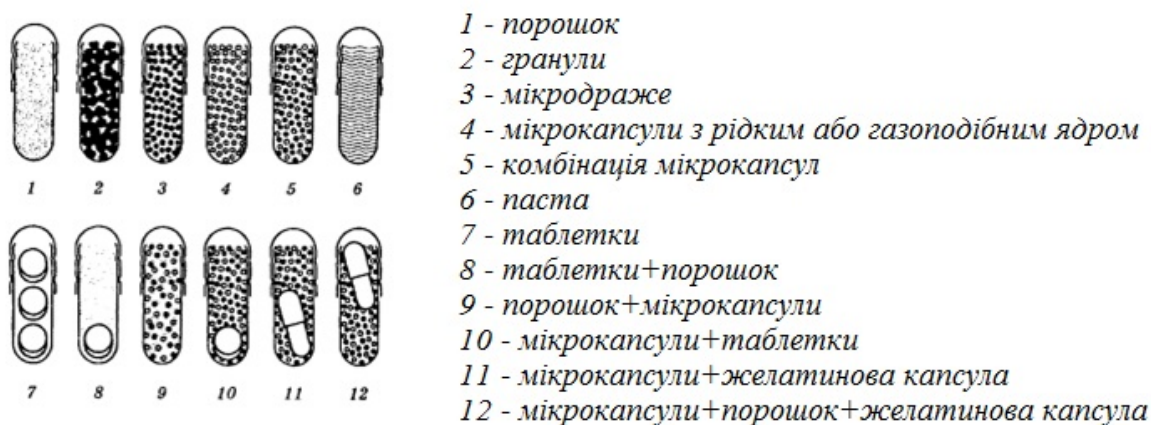 1 - порошок
2 - гранули
3 - мікродраже
4 - мікрокапсули з рідким або газоподібним ядром
5 - комбінація мікрокапсул
6 - паста
7 - таблетки
8 - таблетки+порошок
9 - порошок+мікрокапсули
10 - мікрокапсули+таблетки
11 - мікрокапсули+желатинова капсула
12 - мікрокапсули+порошок+желатинова капсула
1 2 3 4 5 6
7 8 9 10 11 12